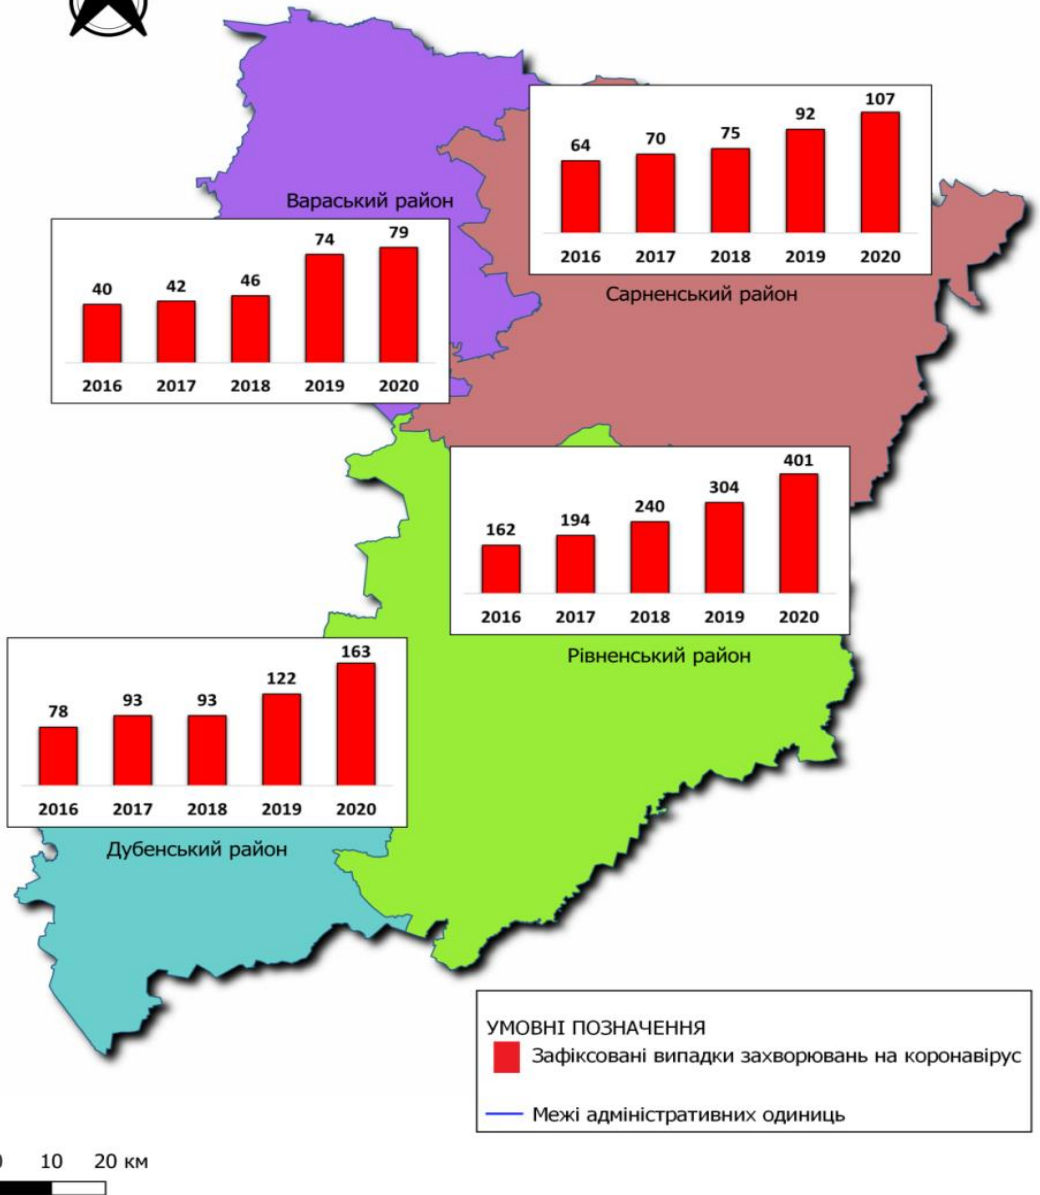 107
92
75
70
64
2016 2017 2018 2019 2020
Сарненський район
Вараський район
79
74
46
42
40
2016 2017 2018 2019 2020
401
304
240
194
162
2016 2017 2018 2019 2020
Рівненський район
163
122
93
93
78
2016 2017 2018 2019 2020
Дубенський район
УМОВНІ ПОЗНАЧЕННЯ
Зафіксовані випадки захворювань на коронавірус
Межі адміністративних одиниць
10 20 км